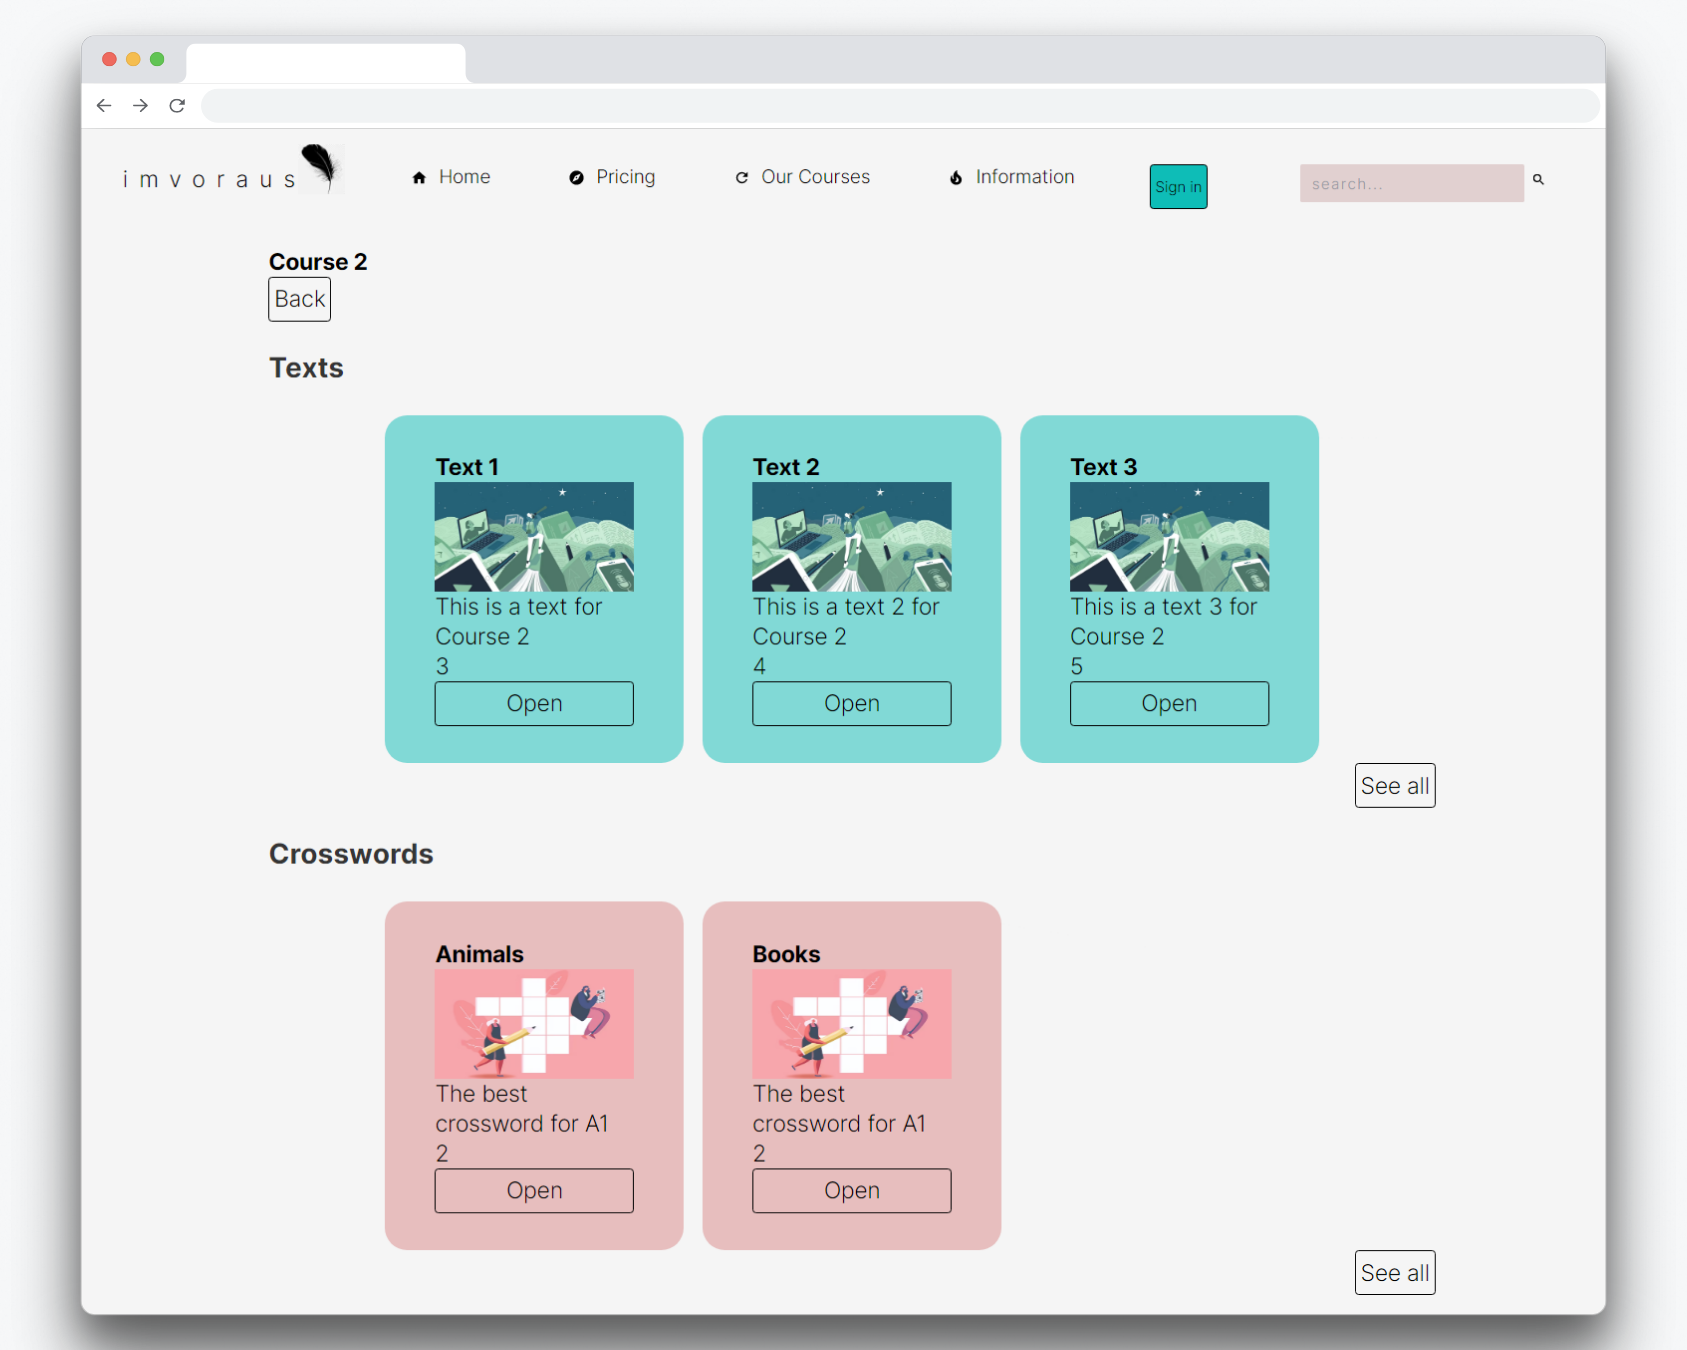 imvoraus
Home
Pricing
Our Courses
Information
Sign in
search...
Course 2
Back
Texts
Text 1
This is a text for
Course 2
3
Open
Text 2
This is a text 2 for
Course 2
4
Open
Text 3
This is a text 3 for
Course 2
5
Open
See all
Crosswords
Animals
The best
crossword for A1
2
Open
Books
The best
crossword for A1
2
Open
See all